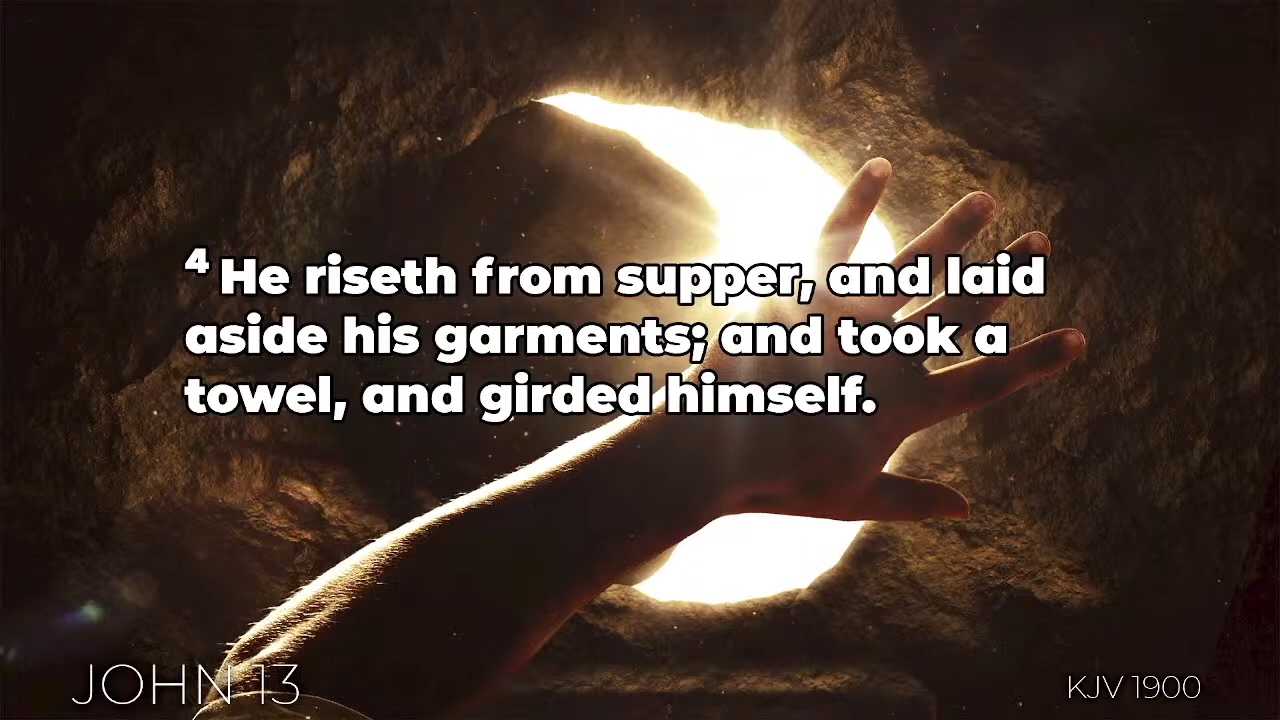 4 He riseth from supper, and laid
aside his garments; and took a
towel, and girded himself.
JOHN 13
KJV 1900